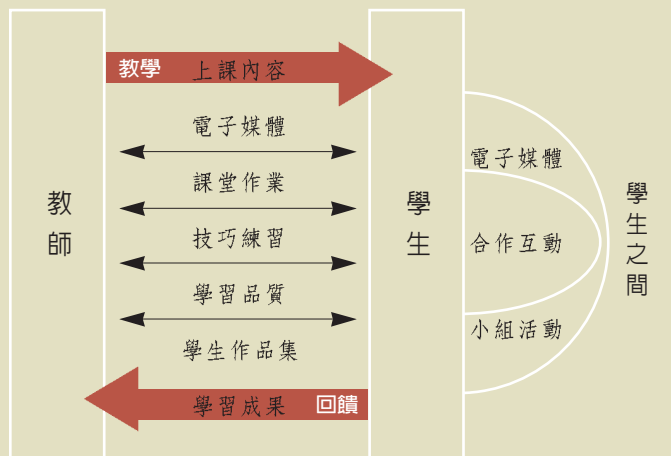 教學 上課內容
電子媒體
課堂作業
技巧練習
學習品質
學生作品集
學習成果 回饋
教師
學生
電子媒體
合作互動
小組活動
學生之間